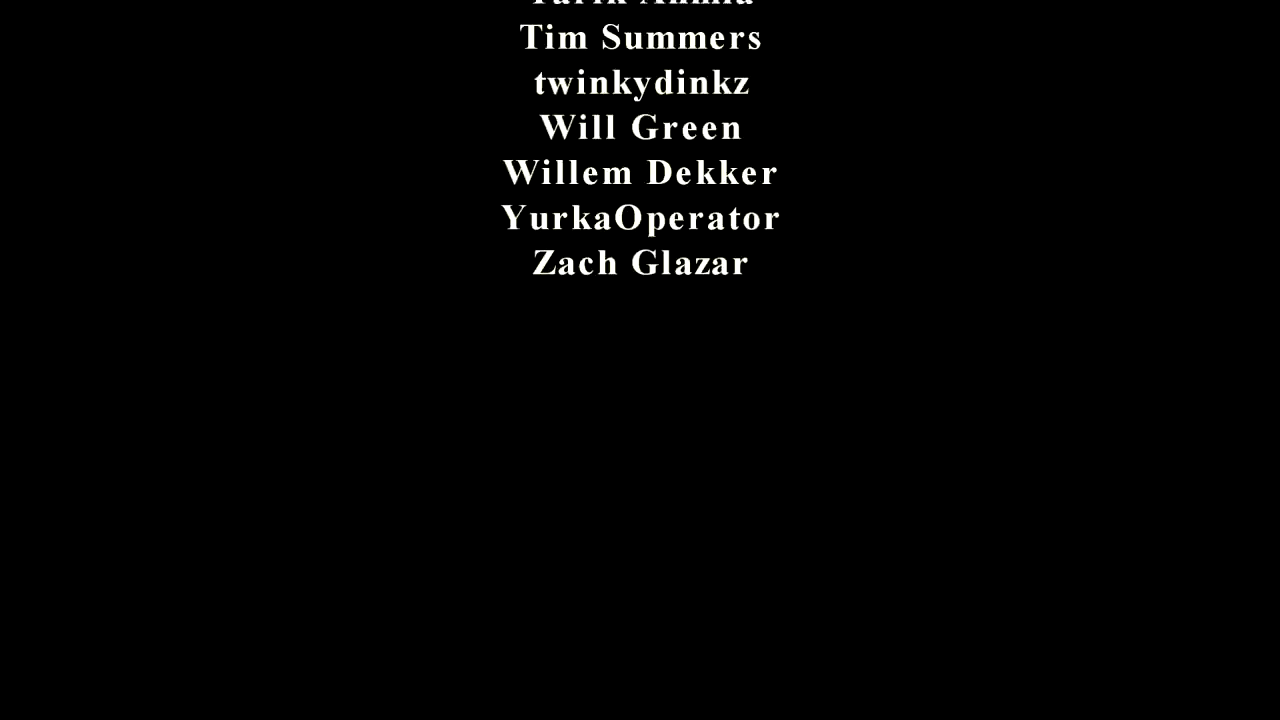 Tim Summers
twinkydinkz
Will Green
Willem Dekker
YurkaOperator
Zach Glazar